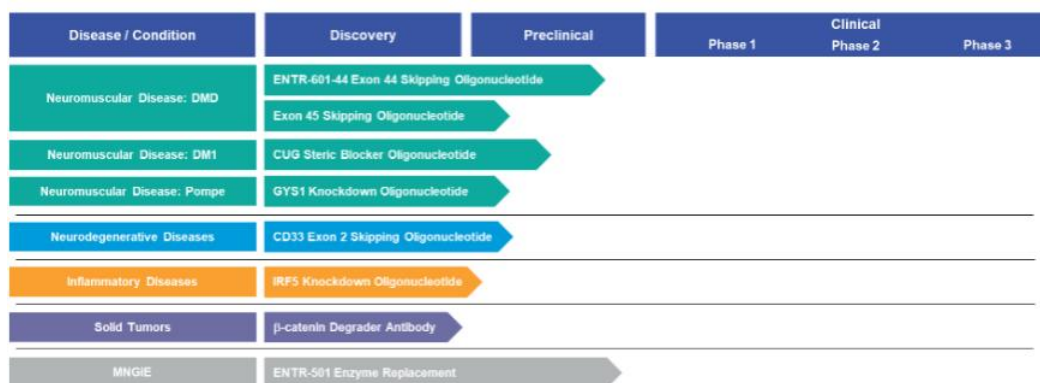 Disease / Condition Discovery Preclinical Clinical
Phase 1 Phase 2 Phase 3
Neuromuscular Disease: DMD
ENTR-601-44 Exon 44 Skipping Oligonucleotide
Exon 45 Skipping Oligonucleotide
Neuromuscular Disease: DM1 CUG Steric Blocker Oligonucleotide
Neuromuscular Disease: Pompe GYS1 Knockdown Oligonucleotide
Neurodegenerative Diseases CD33 Exon 2 Skipping Oligonucleotide
Inflammatory Diseases IRF5 Knockdown Oligonucleotide
Solid Tumors β-catenin Degrader Antibody
MNGIE ENTR-501 Enzyme Replacement